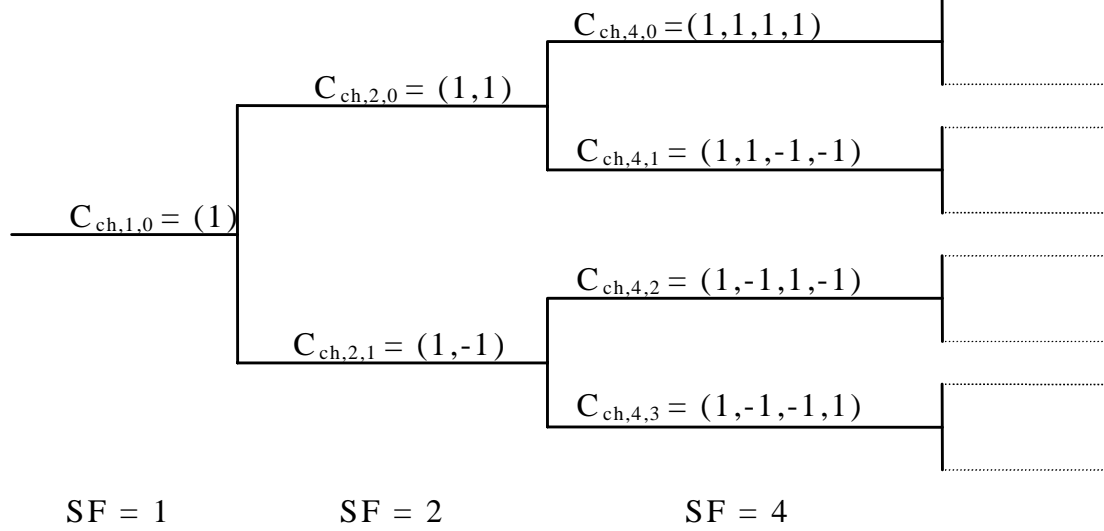 C ch,4,0 =(1,1,1,1)
C ch,2,0 = (1,1)
C ch,4,1 = (1,1,-1,-1)
C ch,1,0 = (1)
C ch,4,2 = (1,-1,1,-1)
C ch,2,1 = (1,-1)
C ch,4,3 = (1,-1,-1,1)
SF = 1 SF = 2 SF = 4